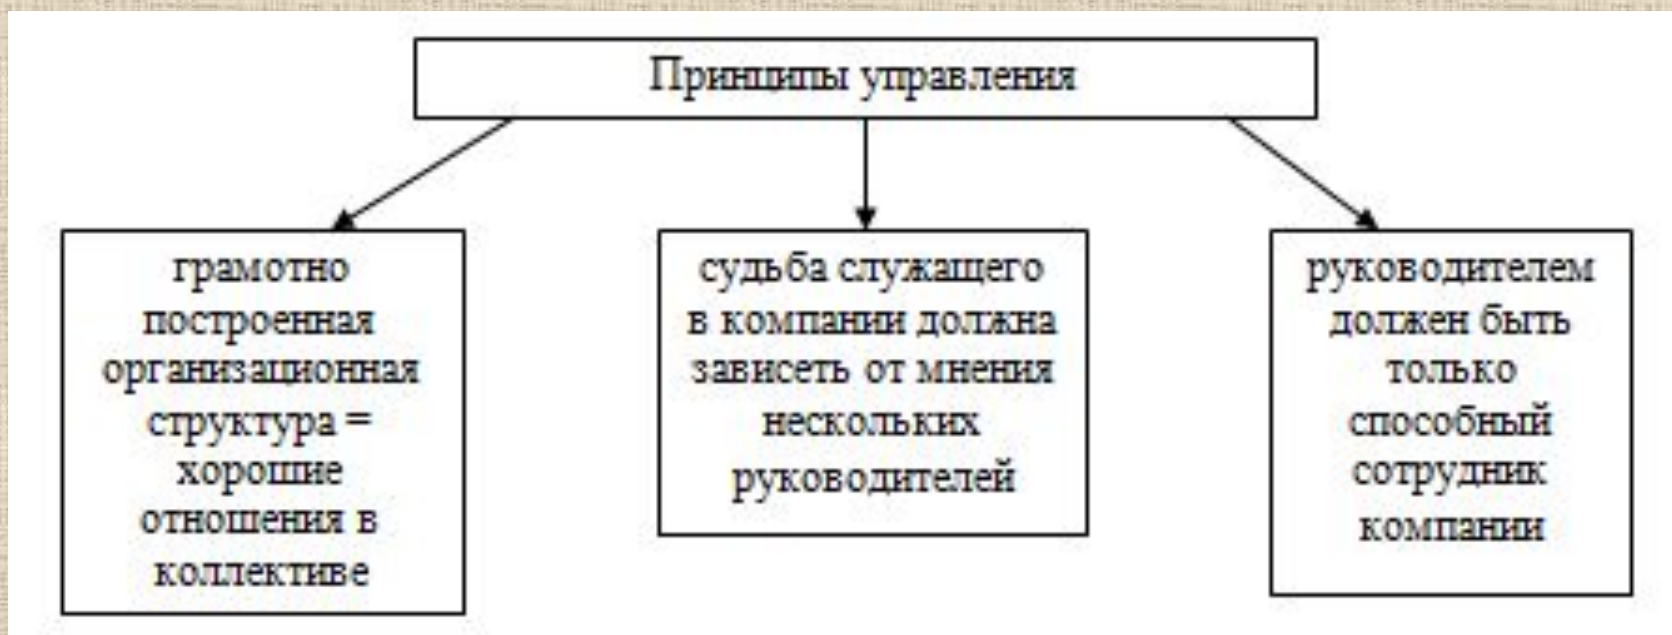 Принципы управления
грамотно
построенная
организационная
структура =
хорошие
отношения в
коллективе
судьба служащего
в компании должна
зависеть от мнения
нескольких
руководителей
руководителем
должен быть
только
способный
сотрудник
компании